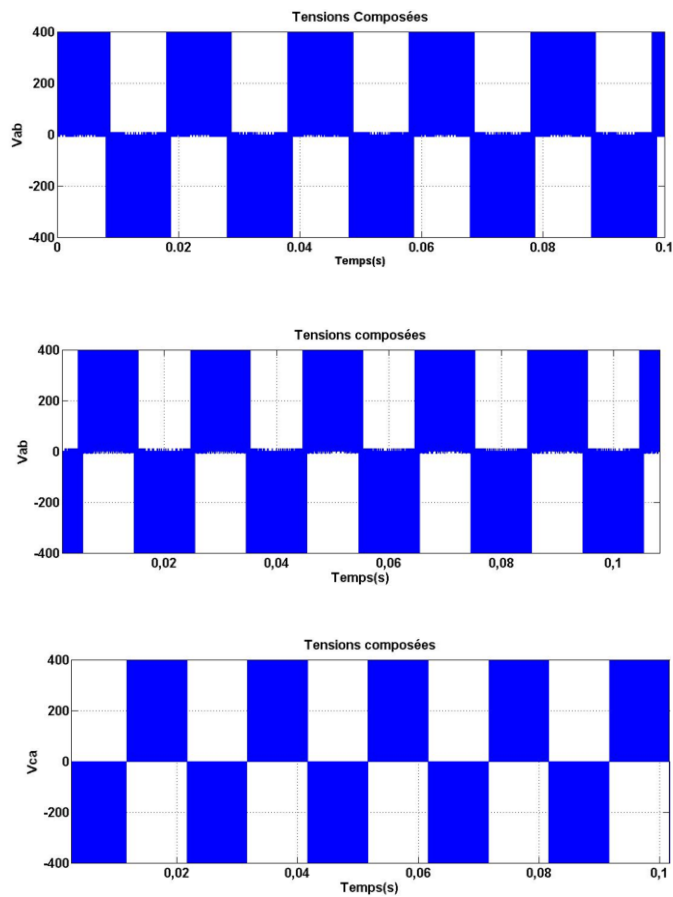 Tensions Composées
400
200
0
-200
-400
Vab
0 0.02 0.04 0.06 0.08 0.1
Temps(s)
Tensions composées
400
200
0
-200
-400
Vab
0,02 0,04 0,06 0,08 0,1
Temps(s)
Tensions composées
400
200
0
-200
-400
Vca
0,02 0,04 0,06 0,08 0,1
Temps(s)